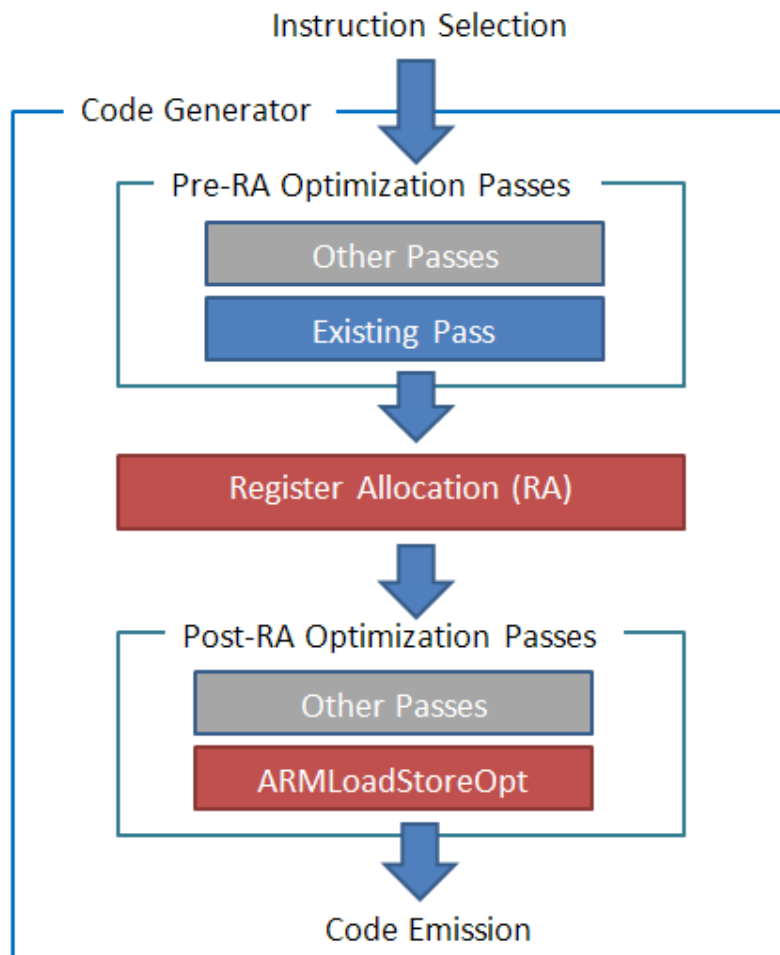 Instruction Selection
Code Generator
Pre-RA Optimization Passes
Other Passes
Existing Pass
Register Allocation (RA)
Post-RA Optimization Passes
Other Passes
ARMLoadStoreOpt
Code Emission